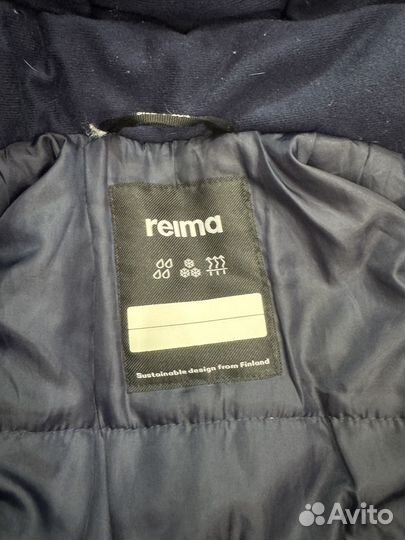 reima
Sustainable design from Finland
Avito